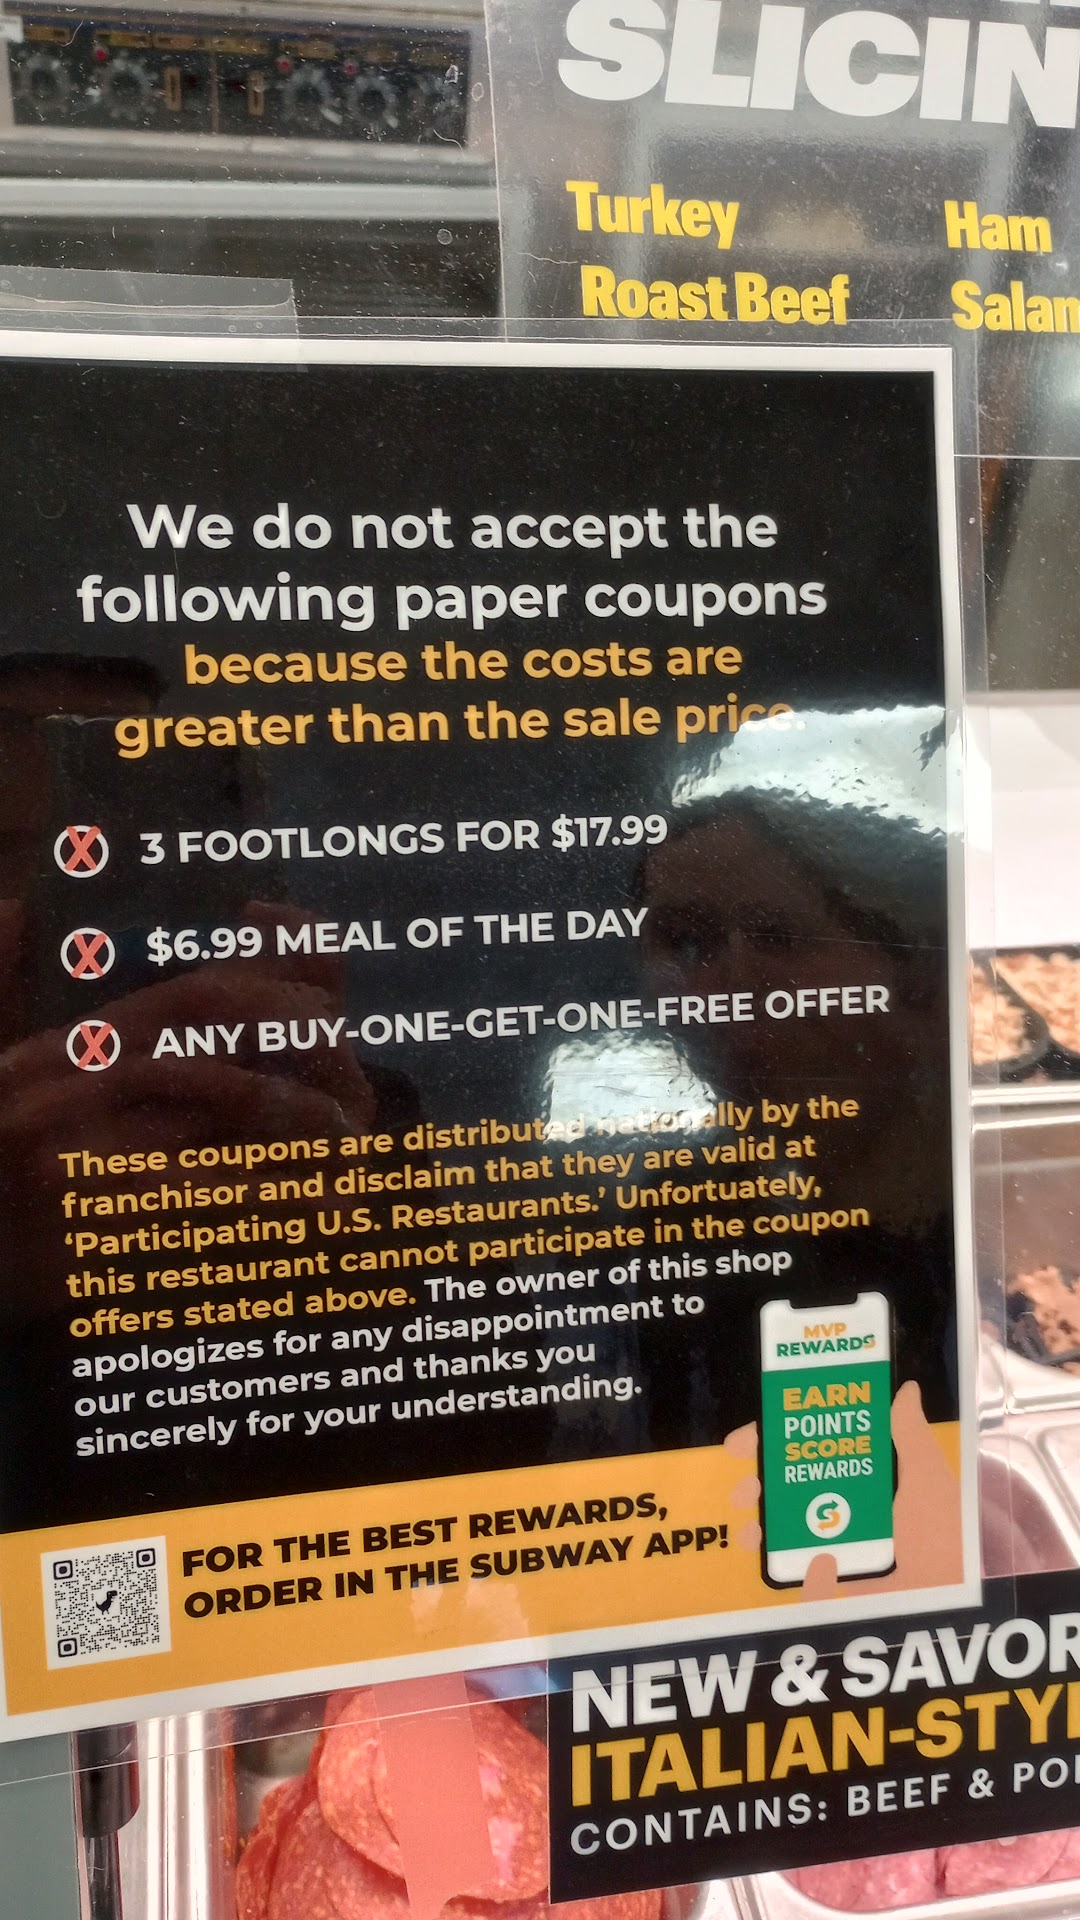 SLICIN
Turkey
Ham
Roast Beef
Salam
We do not accept the
following paper coupons
because the costs are
greater than the sale price.
X 3 FOOTLONGS FOR $17.99
X $6.99 MEAL OF THE DAY
X ANY BUY-ONE-GET-ONE-FREE OFFER
These coupons are distributed nationally by the
franchisor and disclaim that they are valid at
‘Participating U.S. Restaurants.’ Unfortuately,
this restaurant cannot participate in the coupon
offers stated above. The owner of this shop
apologizes for any disappointment to
our customers and thanks you
sincerely for your understanding.
MVP
REWARDS
EARN
POINTS
SCORE
REWARDS
FOR THE BEST REWARDS,
ORDER IN THE SUBWAY APP!
NEW & SAVOR
ITALIAN-STY
CONTAINS: BEEF & PO